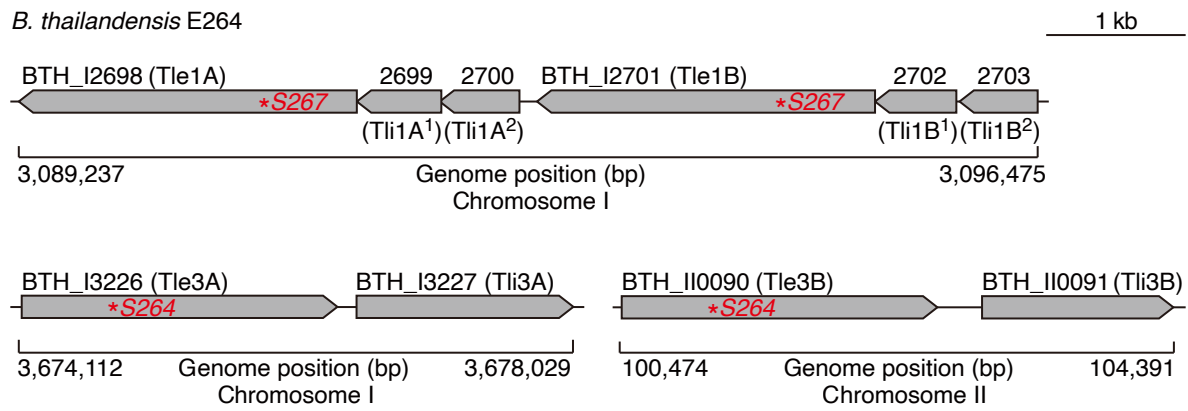 B. thailandensis E264
1 kb
BTH_I2698 (Tle1A) 2699 2700 BTH_I2701 (Tle1B) 2702 2703
*S267 *S267
(Tli1A¹) (Tli1A²) (Tli1B¹) (Tli1B²)
3,089,237 Genome position (bp) 3,096,475
Chromosome I
BTH_I3226 (Tle3A) BTH_I3227 (Tli3A) BTH_II0090 (Tle3B) BTH_II0091 (Tli3B)
*S264 *S264
3,674,112 Genome position (bp) 3,678,029 100,474 Genome position (bp) 104,391
Chromosome I Chromosome II